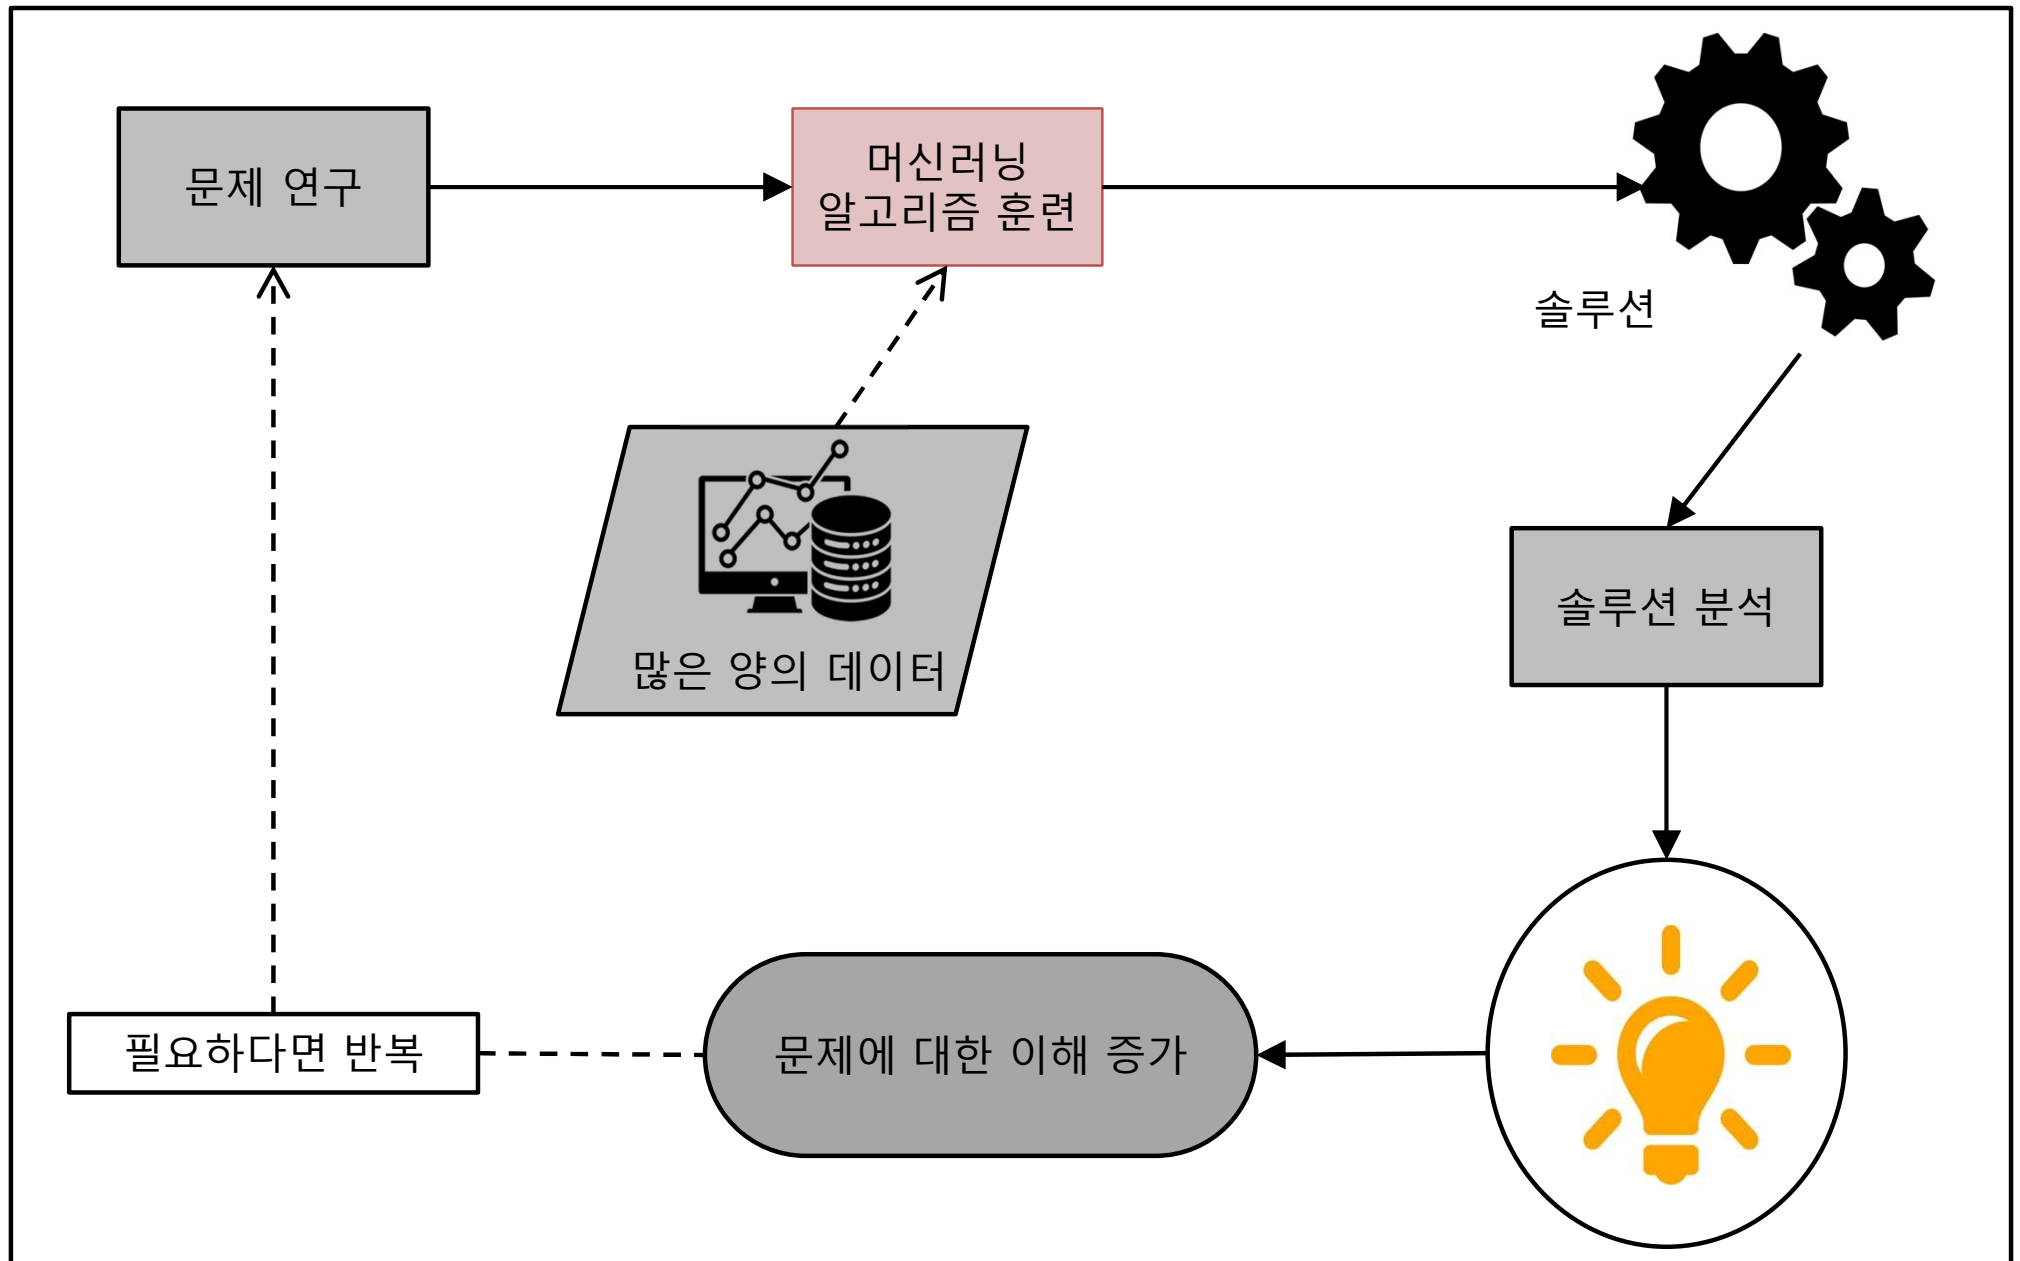 문제 연구
머신러닝
알고리즘 훈련
솔루션
많은 양의 데이터
솔루션 분석
문제에 대한 이해 증가
필요하다면 반복